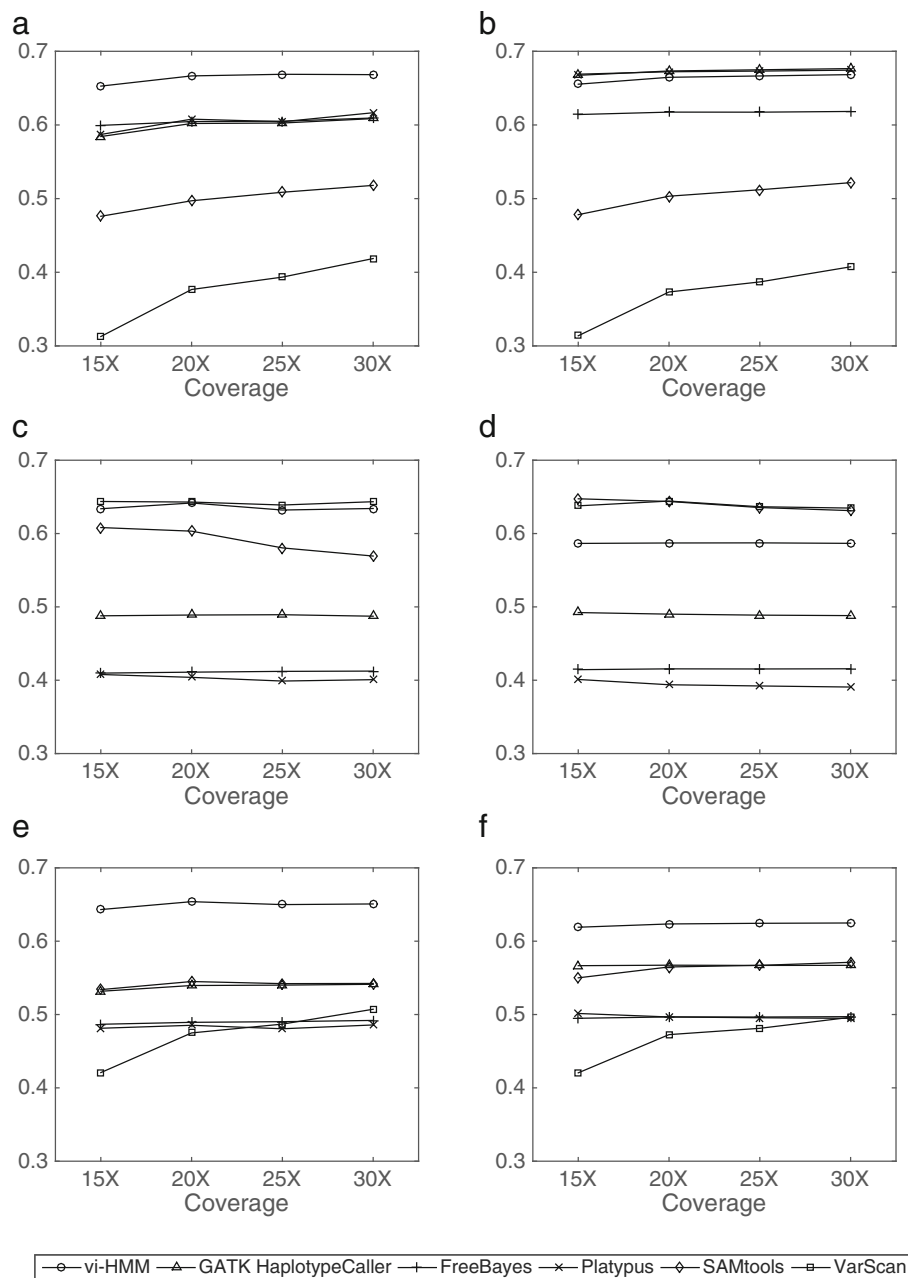 a
0.7
0.6
0.5
0.4
0.3
15X 20X 25X 30X
Coverage
b
0.7
0.6
0.5
0.4
0.3
15X 20X 25X 30X
Coverage
c
0.7
0.6
0.5
0.4
0.3
15X 20X 25X 30X
Coverage
d
0.7
0.6
0.5
0.4
0.3
15X 20X 25X 30X
Coverage
e
0.7
0.6
0.5
0.4
0.3
15X 20X 25X 30X
Coverage
f
0.7
0.6
0.5
0.4
0.3
15X 20X 25X 30X
Coverage
vi-HMM GATK HaplotypeCaller FreeBayes Platypus SAMtools VarScan